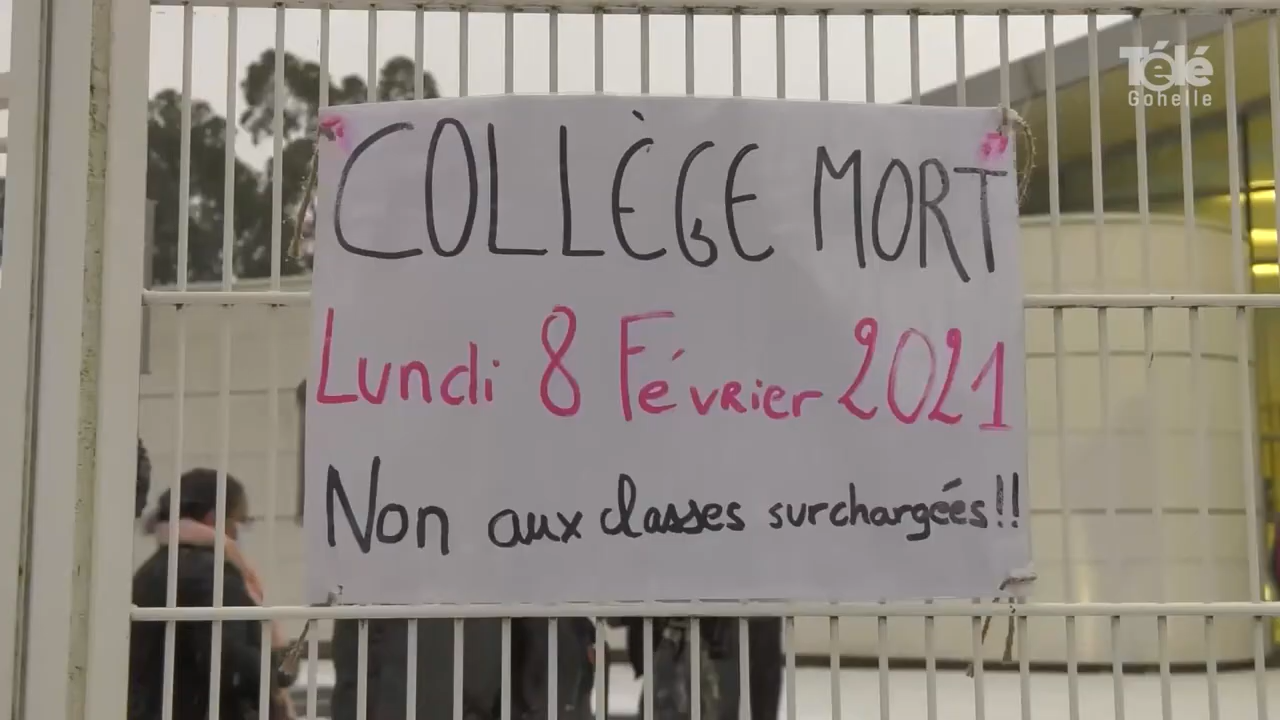 Télé
Gohelle
COLLÈGE MORT
Lundi 8 Février 2021
Non aux classes surchargées!!